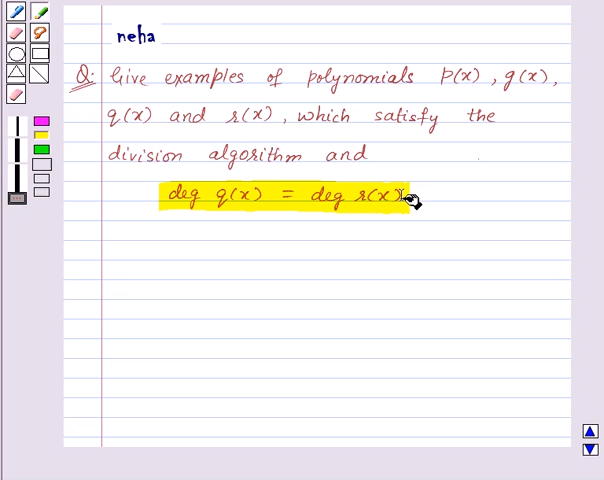 neha
Q: Give examples of polynomials p(x), g(x),
q(x) and r(x), which satisfy the
division algorithm and
deg q(x) = deg r(x)